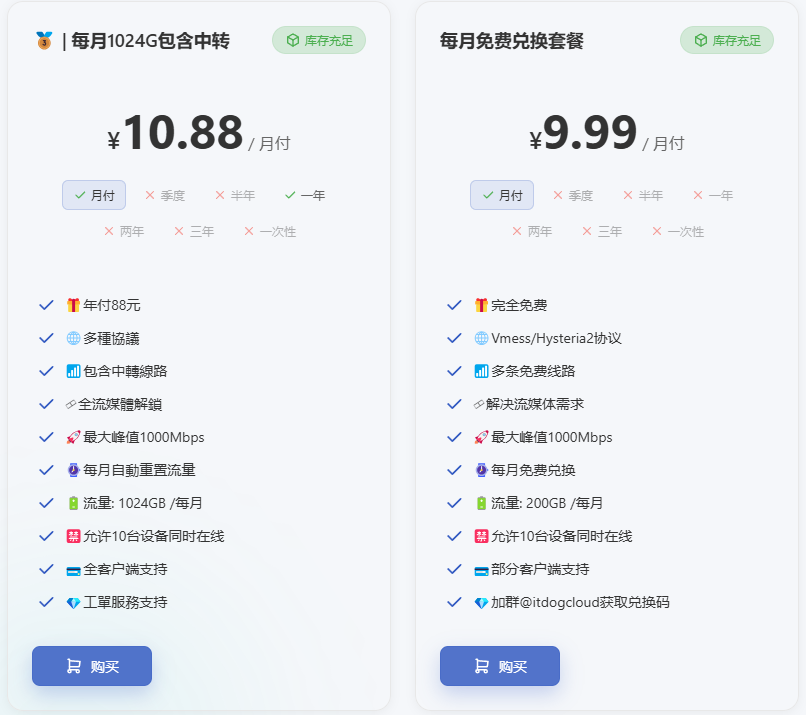 | 每月1024G包含中转
库存充足
¥10.88 / 月付
月付 季度 半年 一年
两年 三年 一次性
年付88元
多種協議
包含中轉線路
全流媒體解鎖
最大峰值1000Mbps
每月自動重置流量
流量: 1024GB /每月
允许10台设备同时在线
全客户端支持
工單服務支持
购买
每月免费兑换套餐
库存充足
¥9.99 / 月付
月付 季度 半年 一年
两年 三年 一次性
完全免费
Vmess/Hysteria2协议
多条免费线路
解决流媒体需求
最大峰值1000Mbps
每月免费兑换
流量: 200GB /每月
允许10台设备同时在线
部分客户端支持
加群@itdogcloud获取兑换码
购买